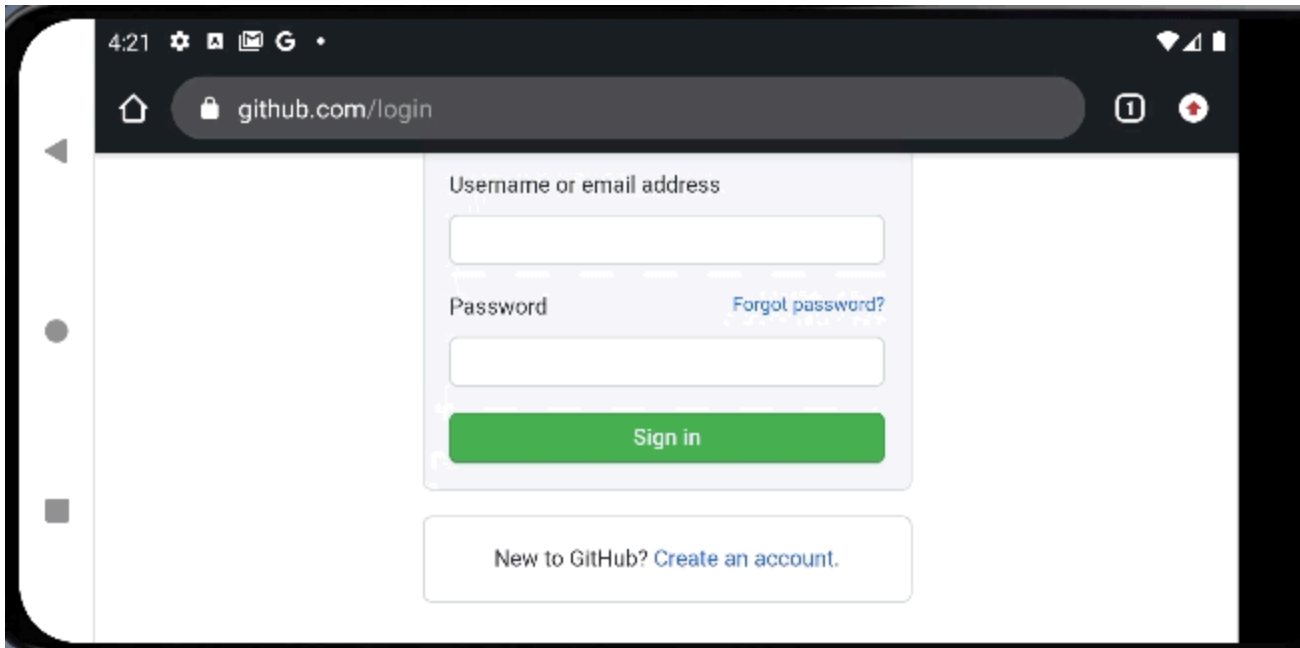 4:21
github.com/login
1
Username or email address
Password Forgot password?
Sign in
New to GitHub? Create an account.